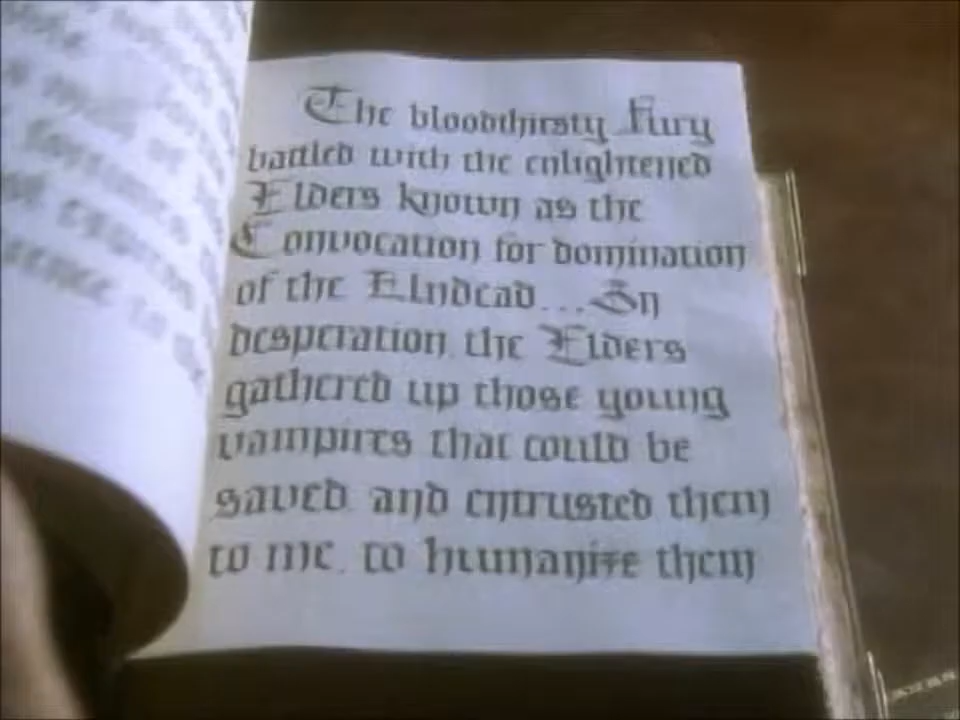 The bloodthirsty Fury
battled with the enlightened
Elders known as the
Convocation for domination
of the Undead...In
desperation, the Elders
gathered up those young
vampires that could be
saved, and entrusted them
to me, to humanize them